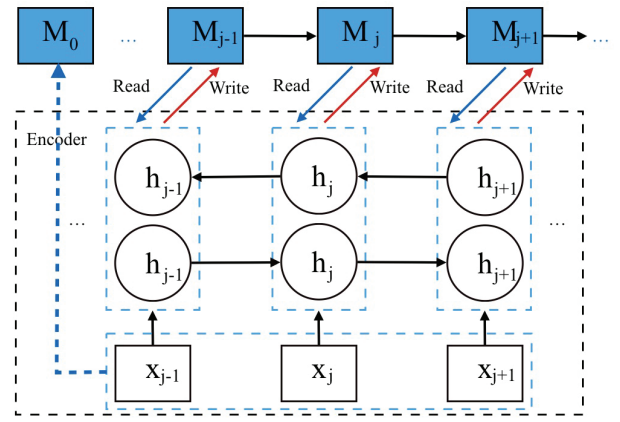 M₀ ... Mⱼ₋₁ Mⱼ Mⱼ₊₁ ...
Read Write Read Write Read Write
Encoder
hⱼ₋₁ hⱼ hⱼ₊₁
... ...
hⱼ₋₁ hⱼ hⱼ₊₁
xⱼ₋₁ xⱼ xⱼ₊₁